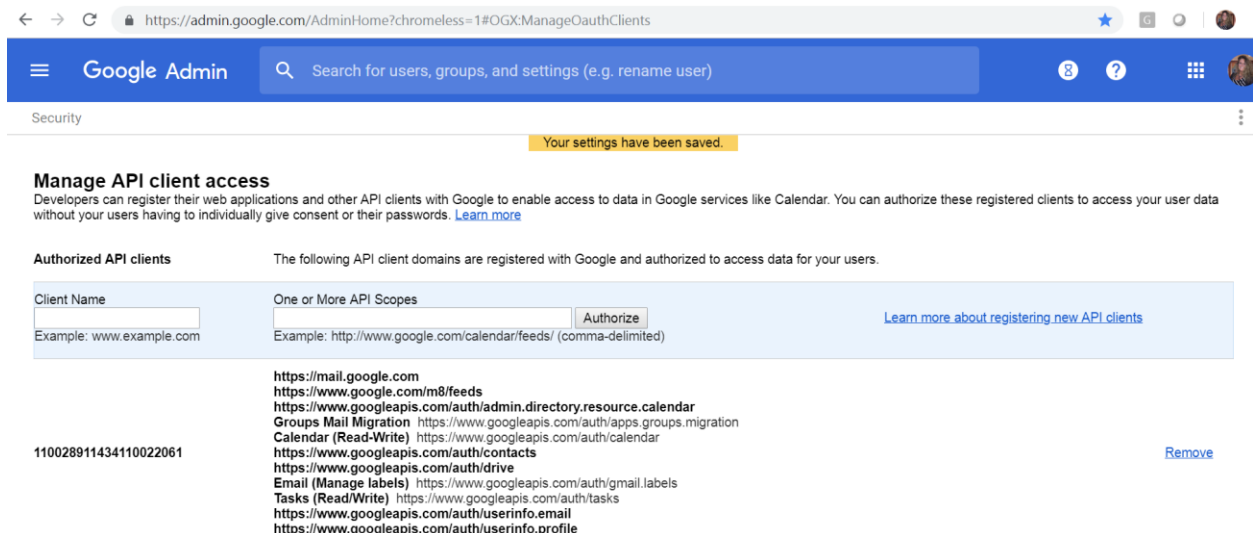 https://admin.google.com/AdminHome?chromeless=1#OGX:ManageOauthClients
G
Google Admin
Search for users, groups, and settings (e.g. rename user)
?
Security
Your settings have been saved.
Manage API client access
Developers can register their web applications and other API clients with Google to enable access to data in Google services like Calendar. You can authorize these registered clients to access your user data
without your users having to individually give consent or their passwords. Learn more
Authorized API clients
The following API client domains are registered with Google and authorized to access data for your users.
Client Name
One or More API Scopes
Authorize
Learn more about registering new API clients
Example: www.example.com
Example: http://www.google.com/calendar/feeds/ (comma-delimited)
https://mail.google.com
https://www.google.com/m8/feeds
https://www.googleapis.com/auth/admin.directory.resource.calendar
Groups Mail Migration https://www.googleapis.com/auth/apps.groups.migration
Calendar (Read-Write) https://www.googleapis.com/auth/calendar
110028911434110022061
https://www.googleapis.com/auth/contacts
Remove
https://www.googleapis.com/auth/drive
Email (Manage labels) https://www.googleapis.com/auth/gmail.labels
Tasks (Read/Write) https://www.googleapis.com/auth/tasks
https://www.googleapis.com/auth/userinfo.email
https://www.googleapis.com/auth/userinfo.profile